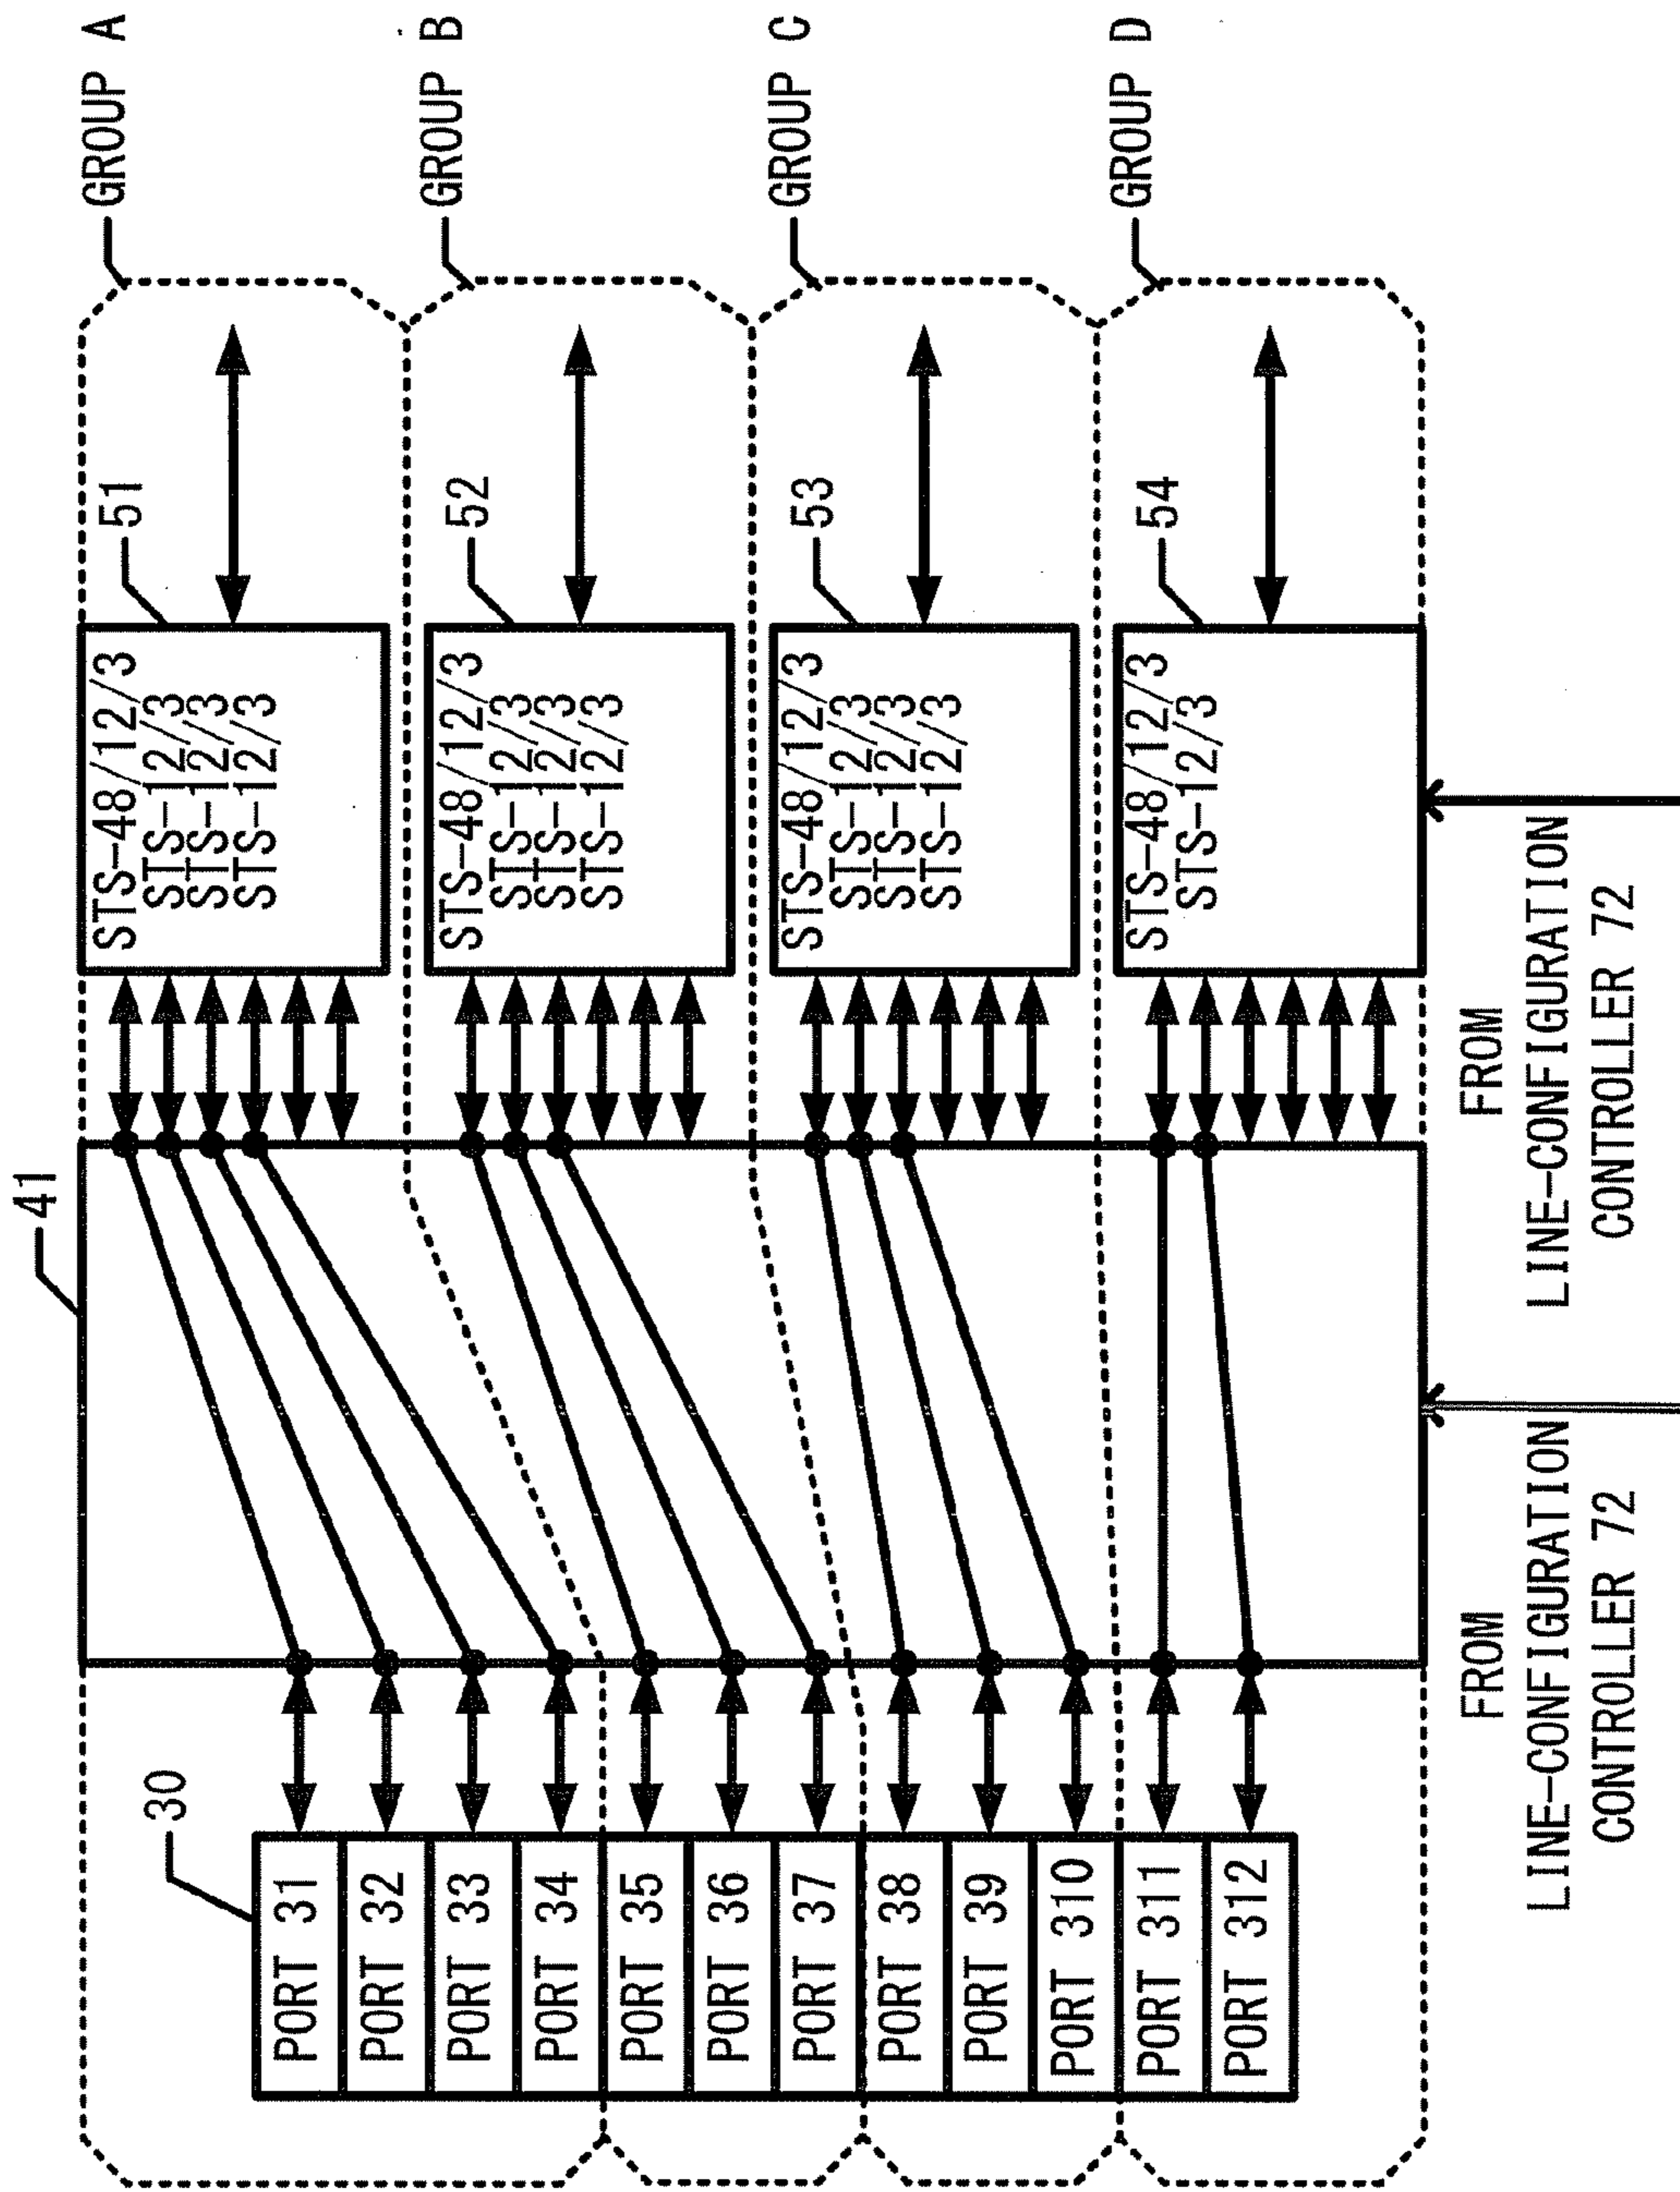 GROUP A
GROUP B
GROUP C
GROUP D
51
52
53
54
STS-48/12/3
STS-12/3
STS-12/3
STS-12/3
STS-48/12/3
STS-12/3
STS-12/3
STS-12/3
STS-48/12/3
STS-12/3
STS-12/3
STS-12/3
STS-48/12/3
STS-12/3
41
FROM
LINE-CONFIGURATION
CONTROLLER 72
FROM
LINE-CONFIGURATION
CONTROLLER 72
30
PORT 31
PORT 32
PORT 33
PORT 34
PORT 35
PORT 36
PORT 37
PORT 38
PORT 39
PORT 310
PORT 311
PORT 312